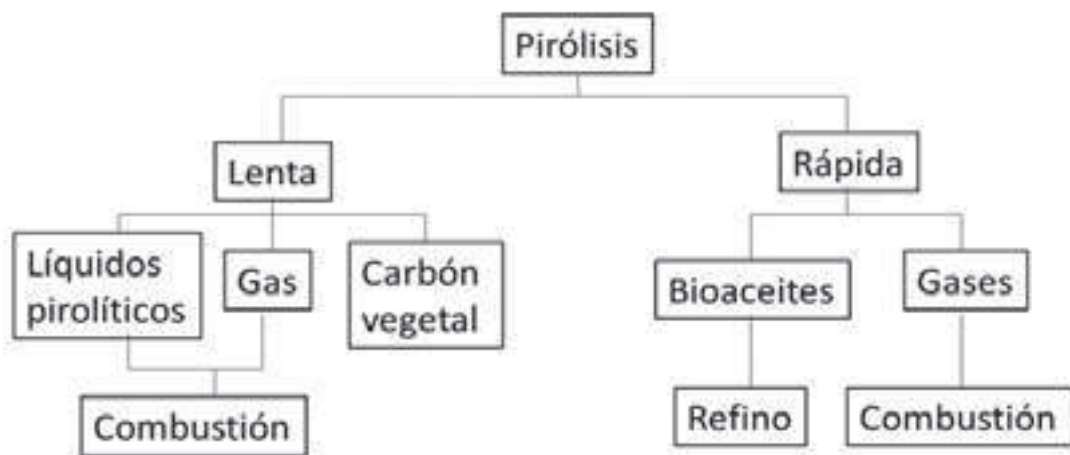 Pirólisis
Lenta
Rápida
Líquidos
pirolíticos
Gas
Carbón
vegetal
Bioaceites
Gases
Combustión
Refino
Combustión